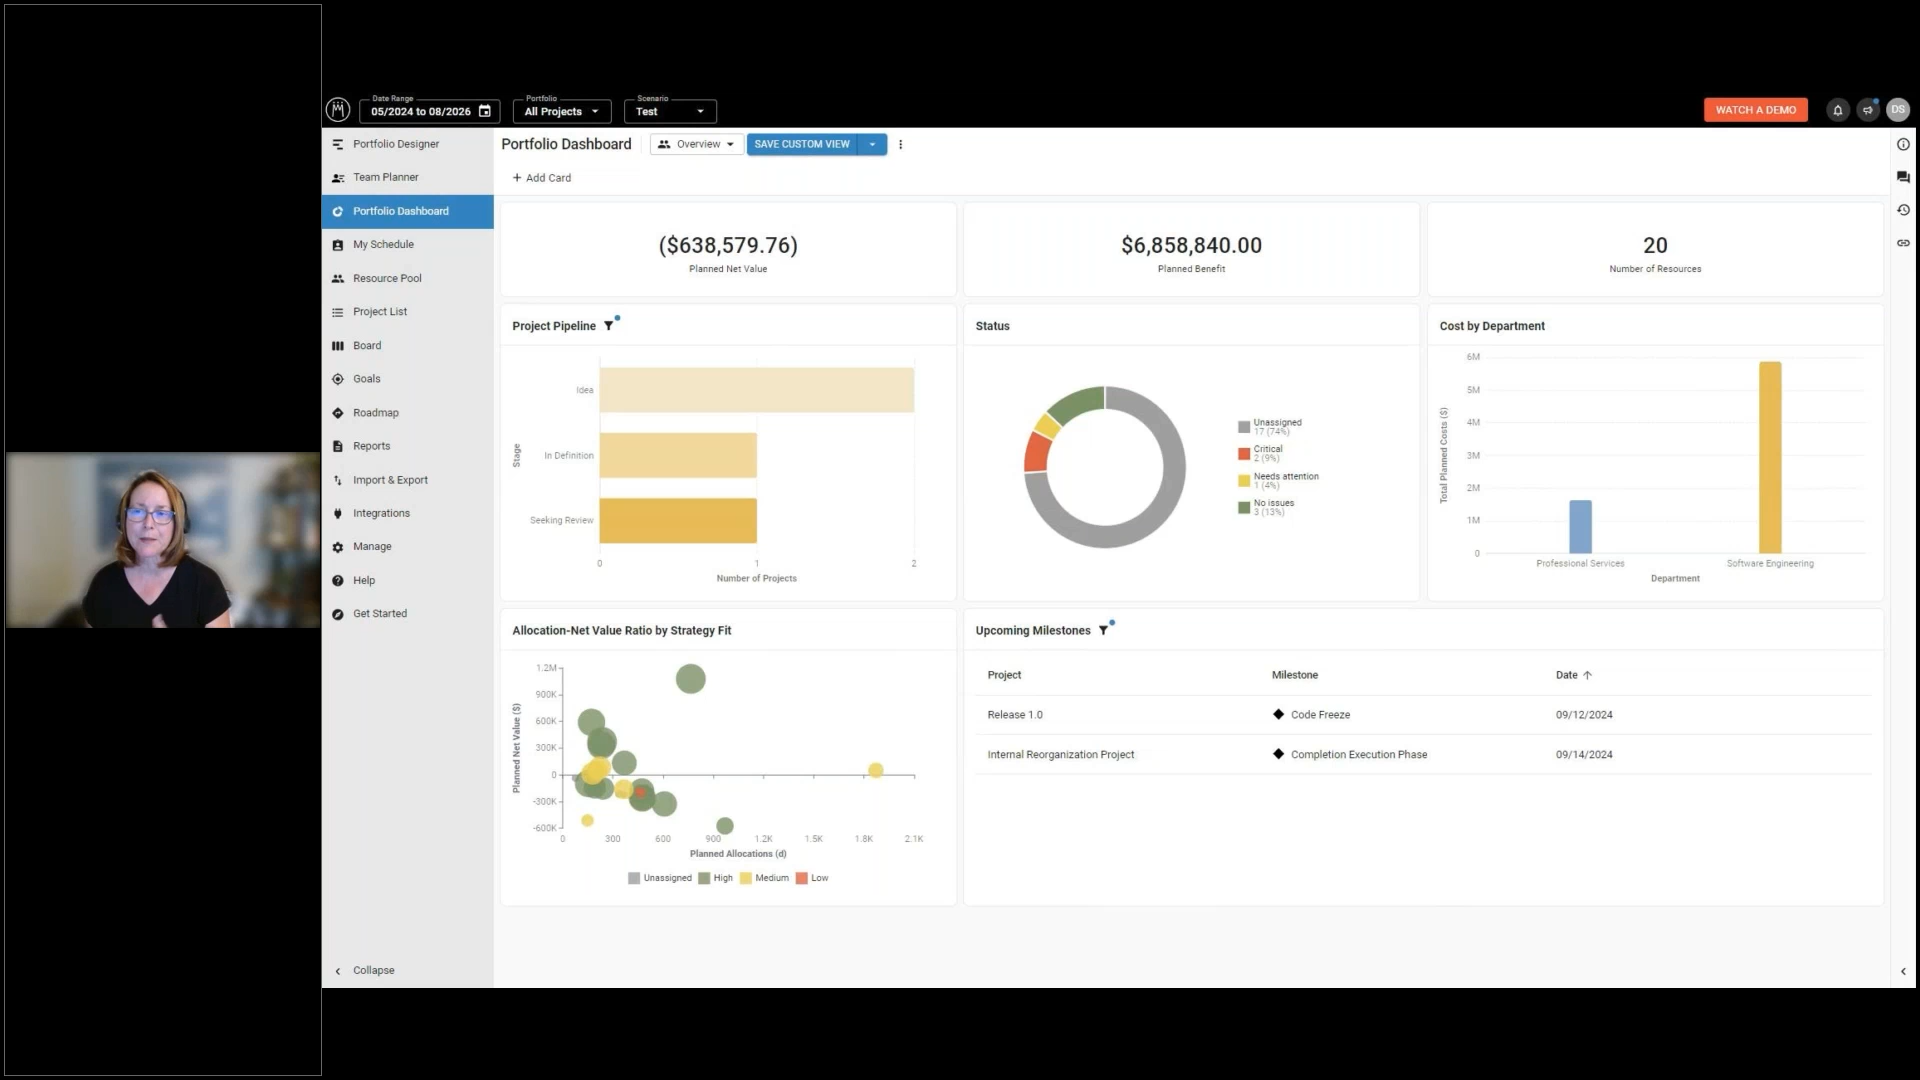 Date Range
05/2024 to 08/2026
Portfolio
All Projects
Scenario
Test
WATCH A DEMO
DS
Portfolio Designer
Team Planner
Portfolio Dashboard
My Schedule
Resource Pool
Project List
Board
Goals
Roadmap
Reports
Import & Export
Integrations
Manage
Help
Get Started
Collapse
Portfolio Dashboard
Overview
SAVE CUSTOM VIEW
+ Add Card
($638,579.76)
Planned Net Value
$6,858,840.00
Planned Benefit
20
Number of Resources
Project Pipeline
Stage
Idea
In Definition
Seeking Review
0 1 2
Number of Projects
Status
Unassigned
17 (74%)
Critical
2 (9%)
Needs attention
1 (4%)
No issues
3 (13%)
Cost by Department
Total Planned Costs ($)
6M
5M
4M
3M
2M
1M
0
Professional Services Software Engineering
Department
Allocation-Net Value Ratio by Strategy Fit
Planned Net Value ($)
1.2M
900K
600K
300K
0
-300K
-600K
0 300 600 900 1.2K 1.5K 1.8K 2.1K
Planned Allocations (d)
Unassigned High Medium Low
Upcoming Milestones
Project Milestone Date
Release 1.0 Code Freeze 09/12/2024
Internal Reorganization Project Completion Execution Phase 09/14/2024